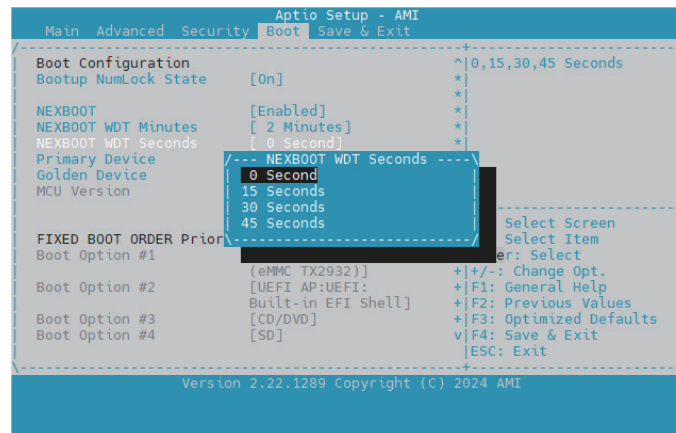 Aptio Setup - AMI
Main Advanced Security Boot Save & Exit
/---------------------------------------------------+-----------------------
Boot Configuration ^|0,15,30,45 Seconds
Bootup NumLock State [On] *|
*|
NEXBOOT [Enabled] *|
NEXBOOT WDT Minutes [ 2 Minutes] *|
NEXBOOT WDT Seconds [ 0 Second] *|
Primary Device /--- NEXBOOT WDT Seconds ----\
Golden Device | 0 Second |
MCU Version | 15 Seconds |
| 30 Seconds |
| 45 Seconds | Select Screen
FIXED BOOT ORDER Prior\---------------------------/ Select Item
Boot Option #1 er: Select
(eMMC TX2932)] +|+/-: Change Opt.
Boot Option #2 [UEFI AP:UEFI: +|F1: General Help
Built-in EFI Shell] +|F2: Previous Values
Boot Option #3 [CD/DVD] +|F3: Optimized Defaults
Boot Option #4 [SD] v|F4: Save & Exit
|ESC: Exit
\---------------------------------------------------+-----------------------
Version 2.22.1289 Copyright (C) 2024 AMI